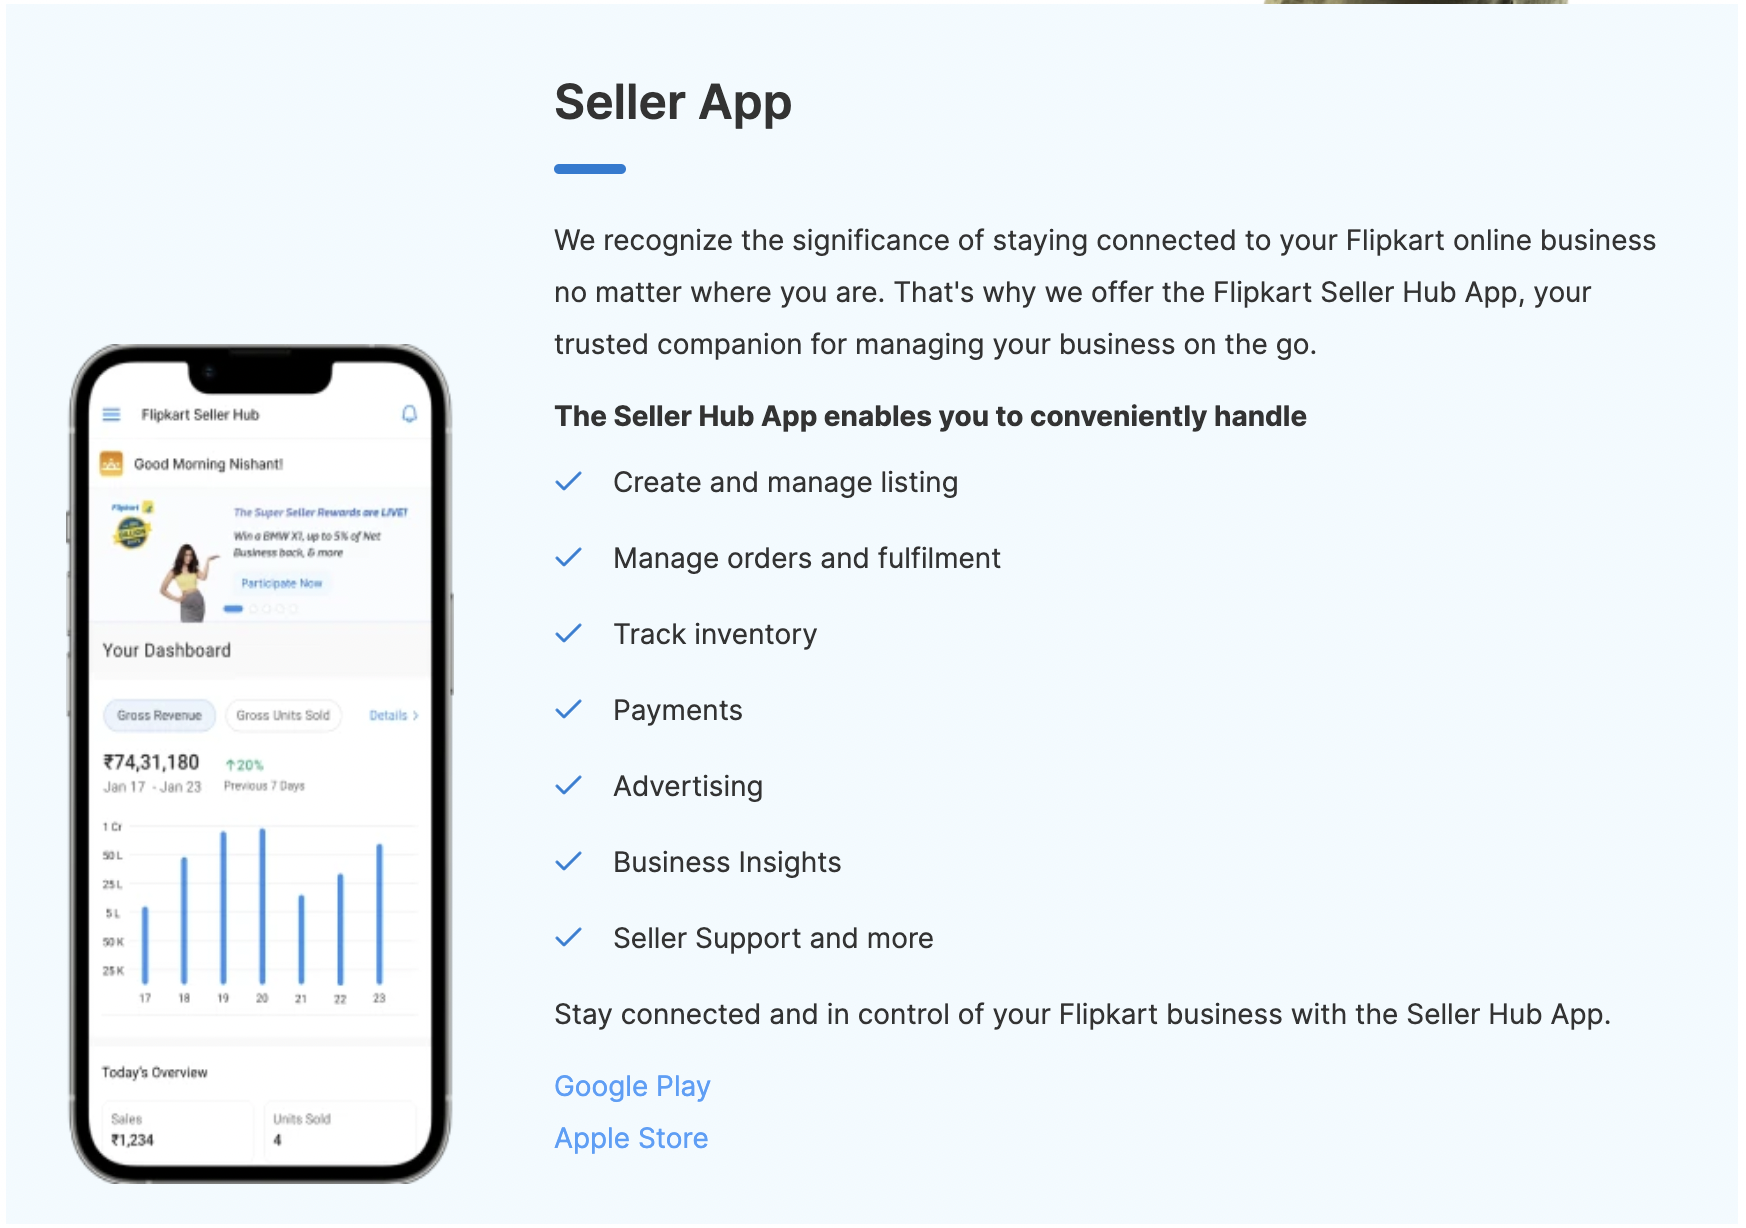 Seller App
We recognize the significance of staying connected to your Flipkart online business
no matter where you are. That's why we offer the Flipkart Seller Hub App, your
trusted companion for managing your business on the go.
The Seller Hub App enables you to conveniently handle
Create and manage listing
Manage orders and fulfilment
Track inventory
Payments
Advertising
Business Insights
Seller Support and more
Stay connected and in control of your Flipkart business with the Seller Hub App.
Google Play
Apple Store
Flipkart Seller Hub
Good Morning Nishant!
Flipkart
The Super Seller Rewards are LIVE!
Win a BMW X1, up to 5% of Net
Business back, & more
Participate Now
Your Dashboard
Gross Revenue
Gross Units Sold
Details >
₹74,31,180
↑20%
Jan 17 - Jan 23
Previous 7 Days
1 Cr
50 L
25 L
5 L
50 K
25 K
17 18 19 20 21 22 23
Today's Overview
Sales
₹1,234
Units Sold
4